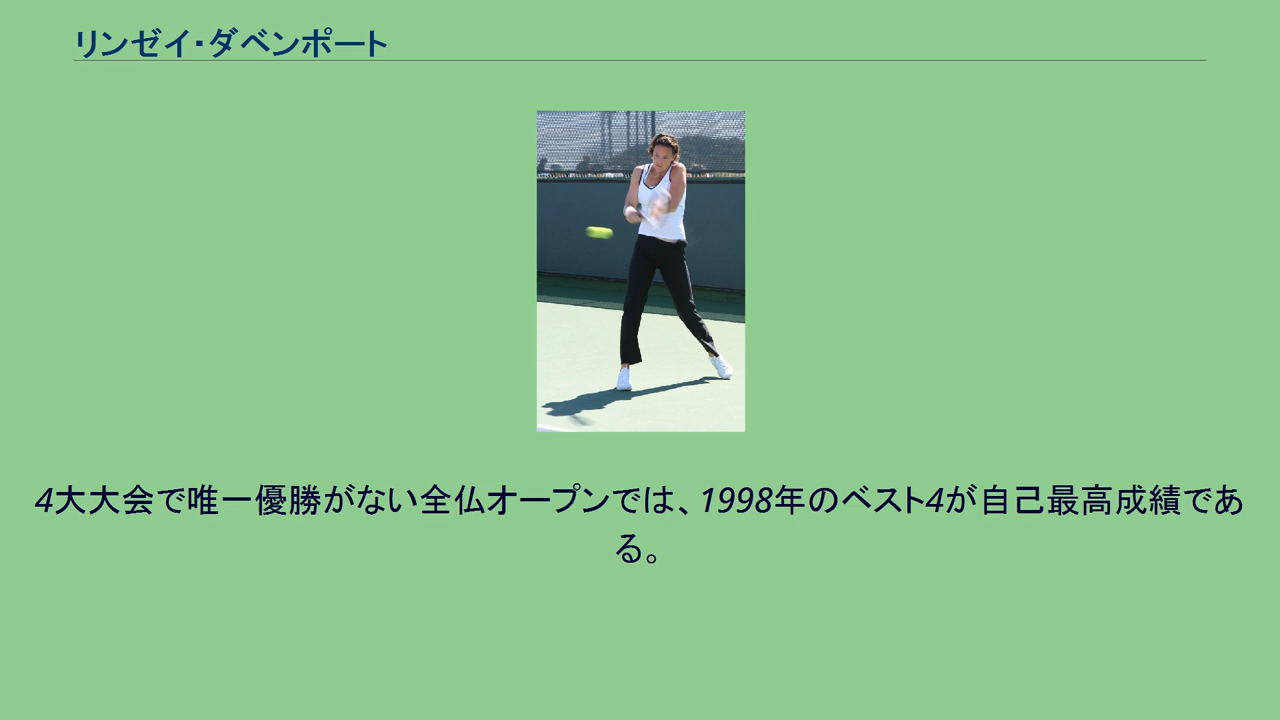 リンゼイ・ダベンポート
4大大会で唯一優勝がない全仏オープンでは、1998年のベスト4が自己最高成績であ
る。